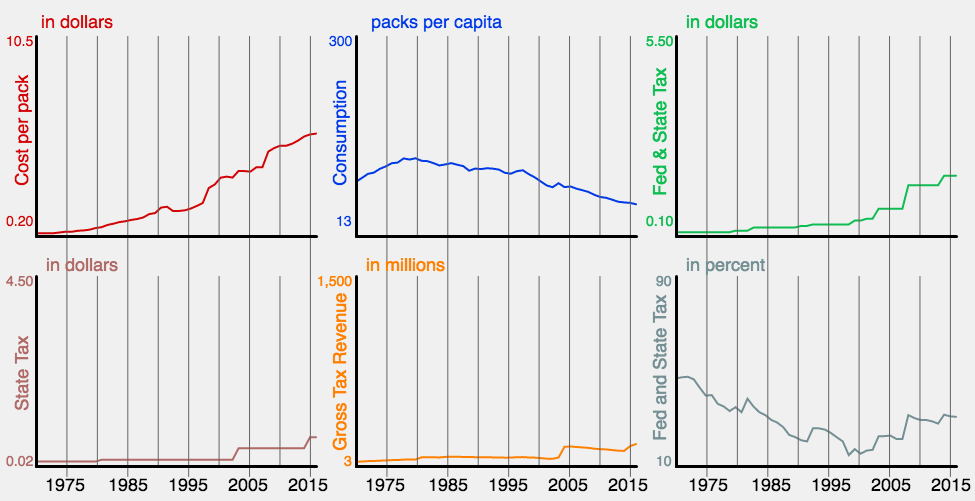 in dollars
10.5
Cost per pack
0.20
packs per capita
300
Consumption
13
in dollars
5.50
Fed & State Tax
0.10
in dollars
4.50
State Tax
0.02
1975 1985 1995 2005 2015
in millions
1,500
Gross Tax Revenue
3
1975 1985 1995 2005 2015
in percent
90
Fed and State Tax
10
1975 1985 1995 2005 2015